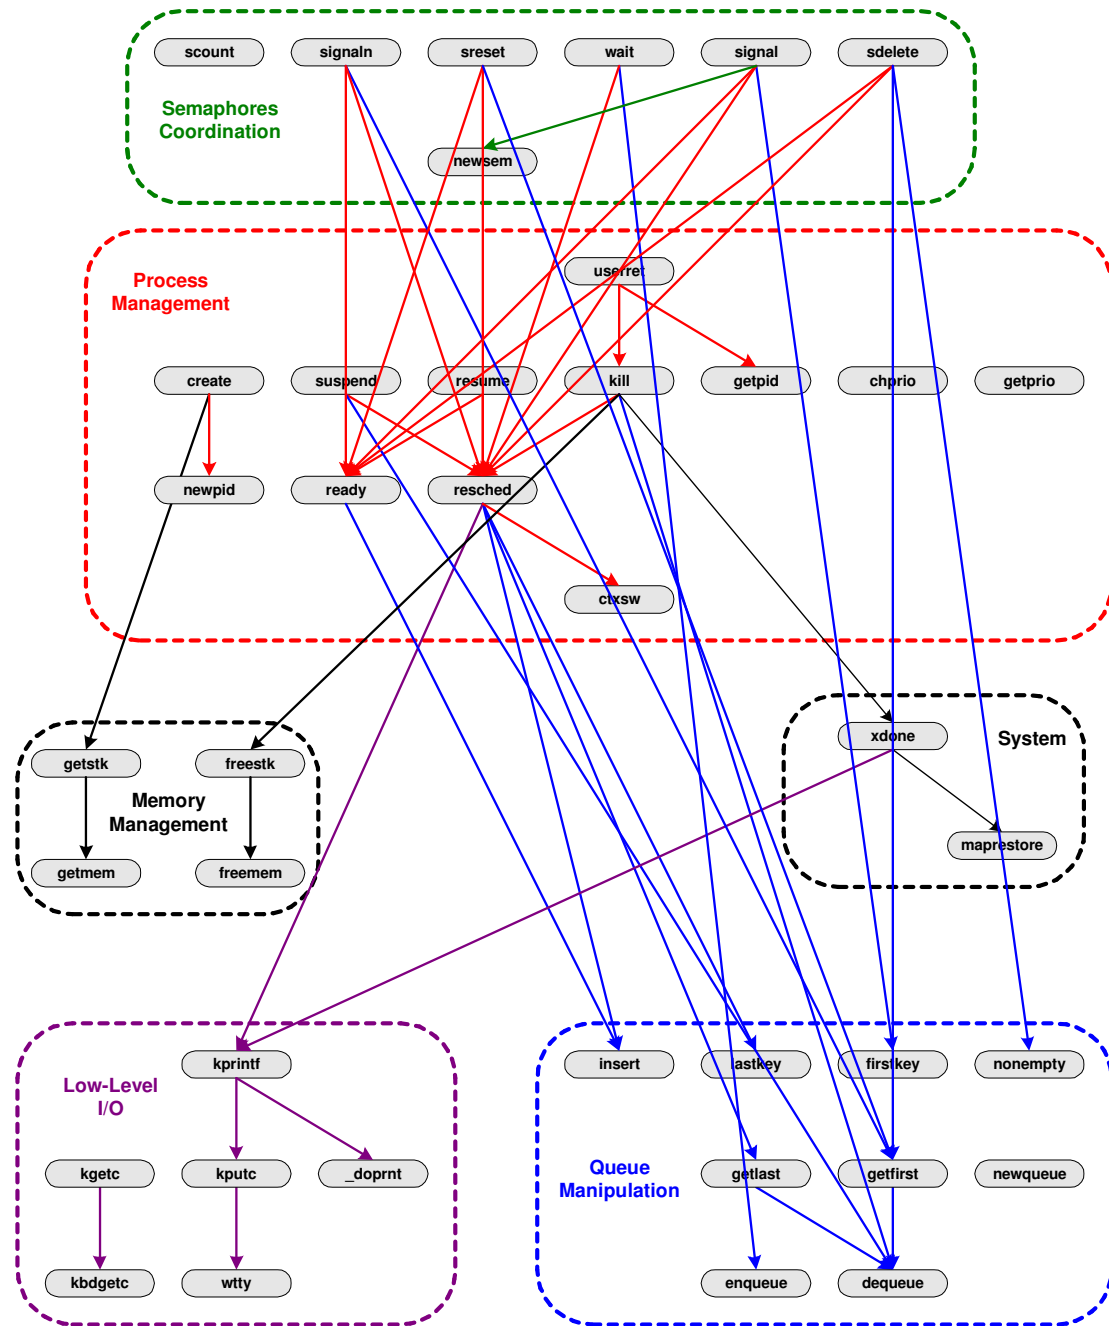 scount signaln sreset wait signal sdelete
Semaphores
Coordination
newsem
userret
Process
Management
create suspend resume kill getpid chprio getprio
newpid ready resched
ctxsw
xdone System
getstk freestk
Memory
Management
maprestore
getmem freemem
kprintf insert lastkey firstkey nonempty
Low-Level
I/O
kgetc kputc _doprnt
Queue
Manipulation
getlast getfirst newqueue
kbdgetc wtty enqueue dequeue